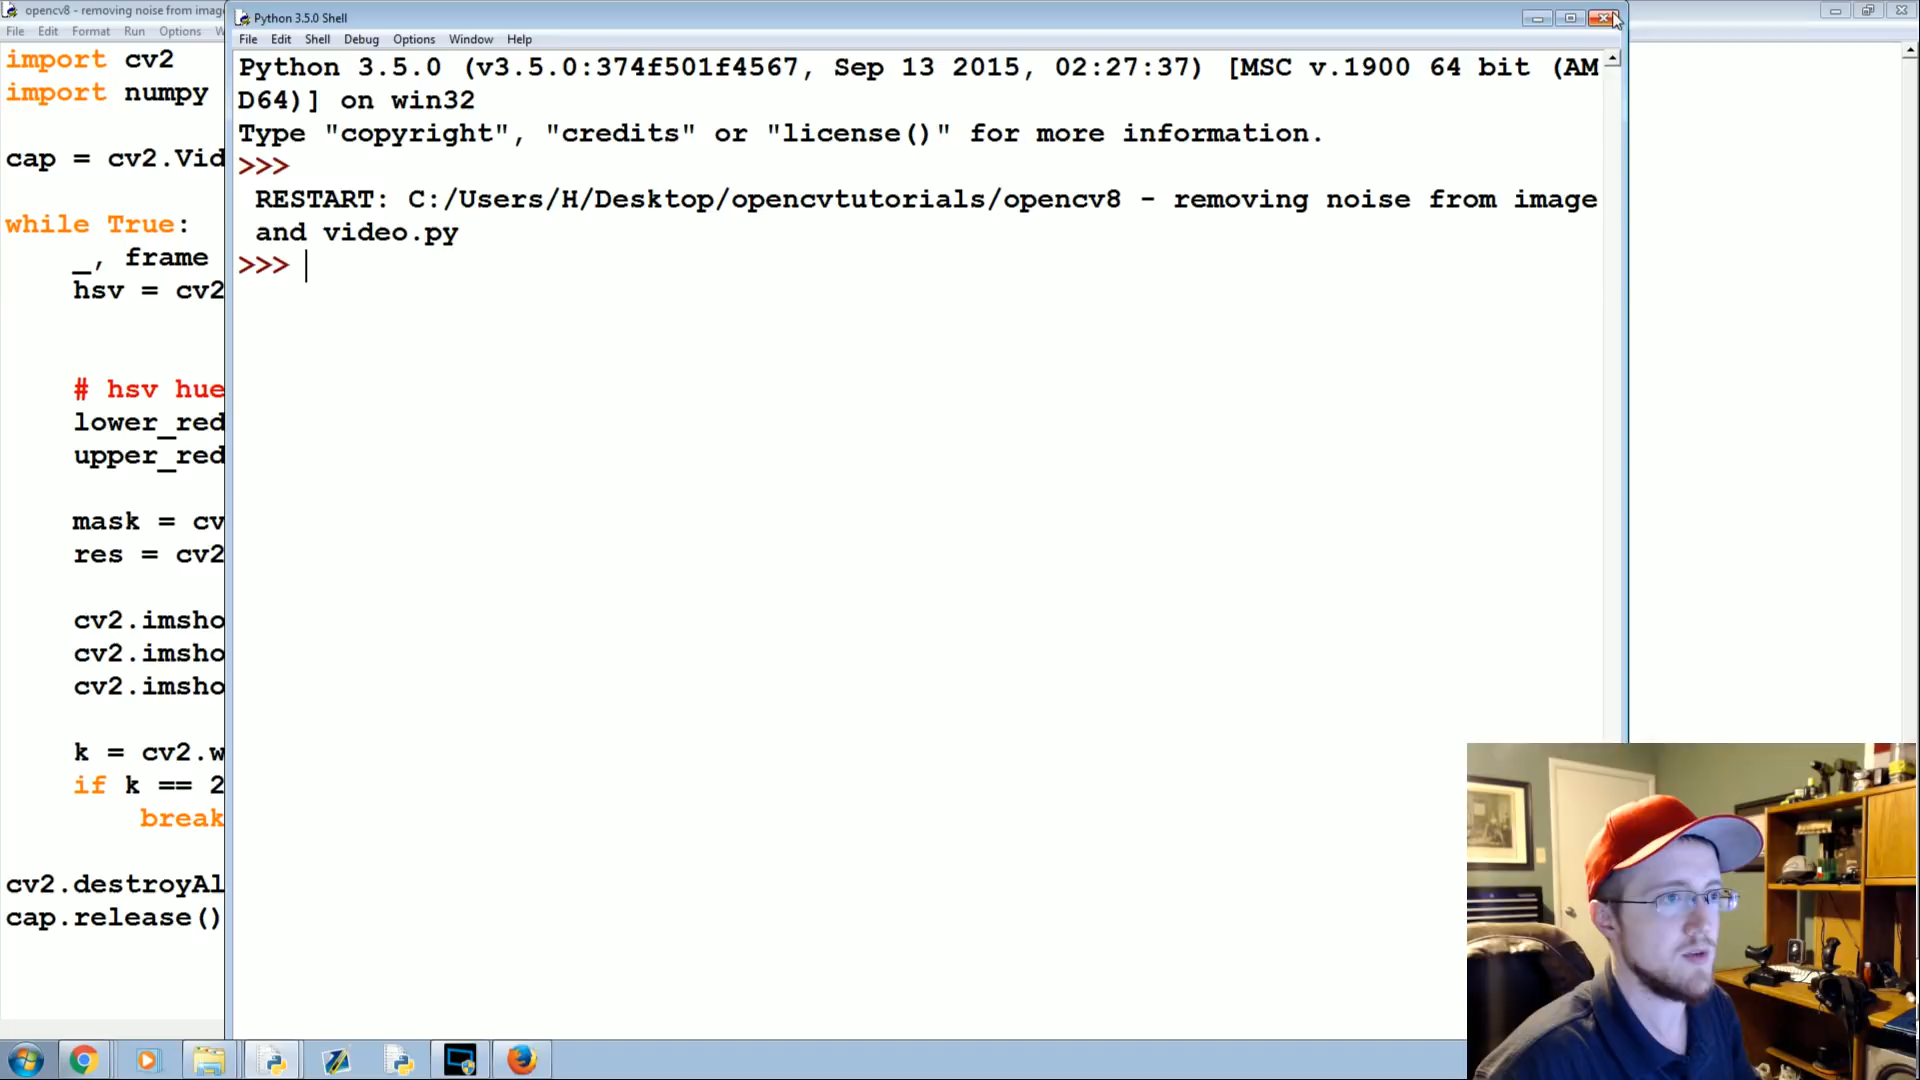 opencv8 - removing noise from imag
File Edit Format Run Options W
import cv2
import numpy
cap = cv2.Vid
while True:
_, frame
hsv = cv2
# hsv hue
lower_red
upper_red
mask = cv
res = cv2
cv2.imsho
cv2.imsho
cv2.imsho
k = cv2.w
if k == 2
break
cv2.destroyAl
cap.release()
Python 3.5.0 Shell
File Edit Shell Debug Options Window Help
Python 3.5.0 (v3.5.0:374f501f4567, Sep 13 2015, 02:27:37) [MSC v.1900 64 bit (AM
D64)] on win32
Type "copyright", "credits" or "license()" for more information.
>>>
RESTART: C:/Users/H/Desktop/opencvtutorials/opencv8 - removing noise from image
and video.py
>>>